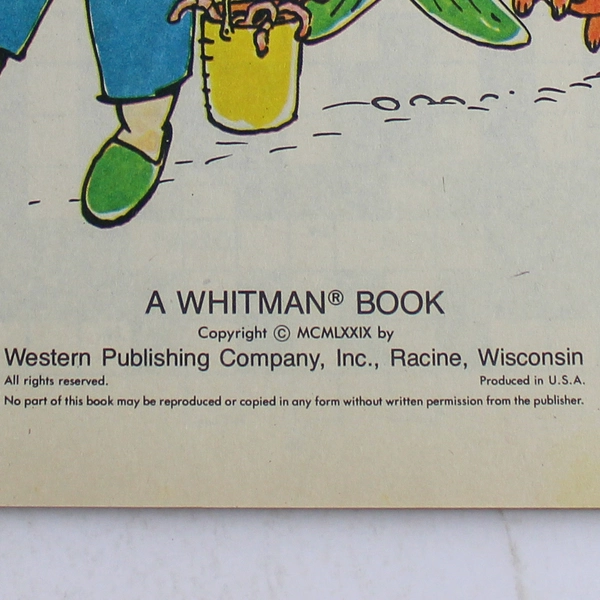 A WHITMAN® BOOK
Copyright © MCMLXXIX by
Western Publishing Company, Inc., Racine, Wisconsin
All rights reserved. Produced in U.S.A.
No part of this book may be reproduced or copied in any form without written permission from the publisher.